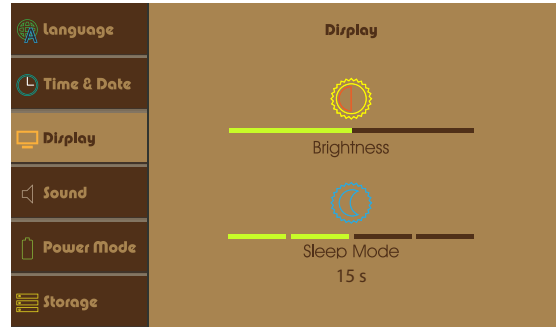 Language
Time & Date
Display
Sound
Power Mode
Storage
Display
Brightness
Sleep Mode
15 s